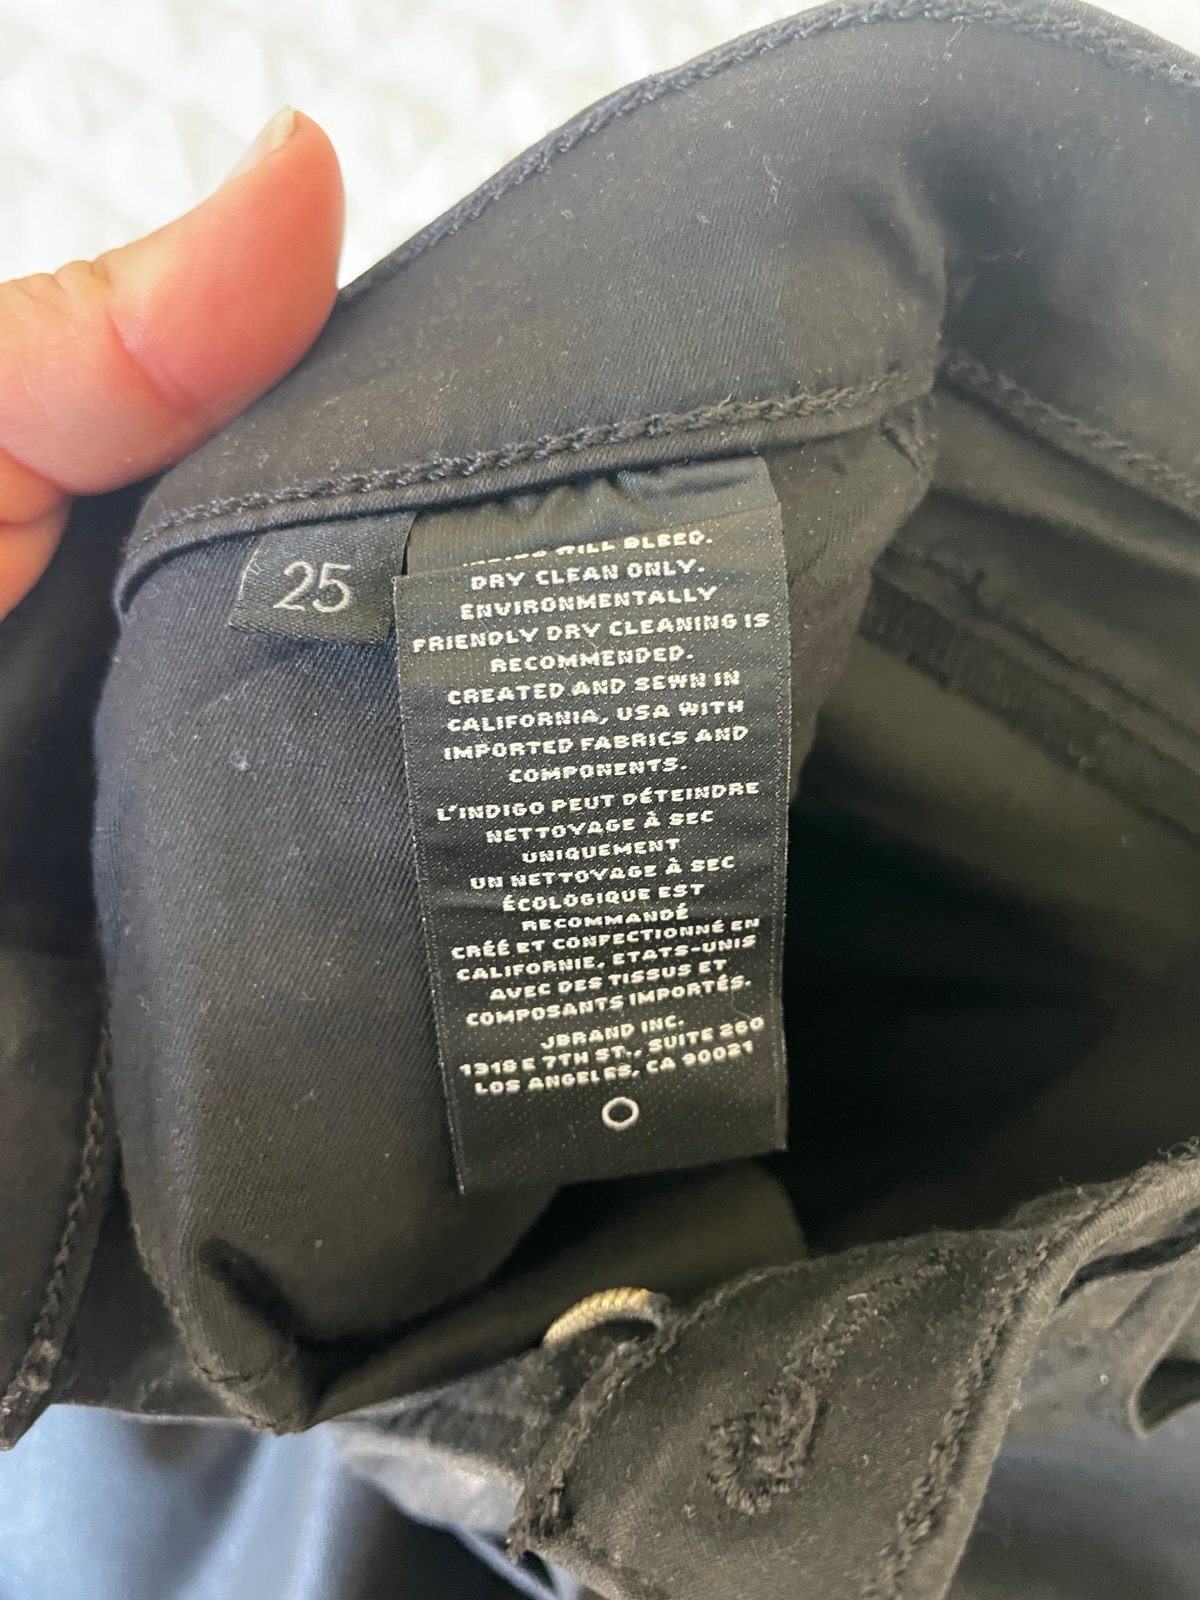 25
WILL BLEED.
DRY CLEAN ONLY.
ENVIRONMENTALLY
FRIENDLY DRY CLEANING IS
RECOMMENDED.
CREATED AND SEWN IN
CALIFORNIA, USA WITH
IMPORTED FABRICS AND
COMPONENTS.
L'INDIGO PEUT DÉTEINDRE
NETTOYAGE À SEC
UNIQUEMENT
UN NETTOYAGE À SEC
ÉCOLOGIQUE EST
RECOMMANDÉ
CRÉÉ ET CONFECTIONNÉ EN
CALIFORNIE, ETATS-UNIS
AVEC DES TISSUS ET
COMPOSANTS IMPORTÉS.
JBRAND INC.
1318 E 7TH ST., SUITE 260
LOS ANGELES, CA 90021